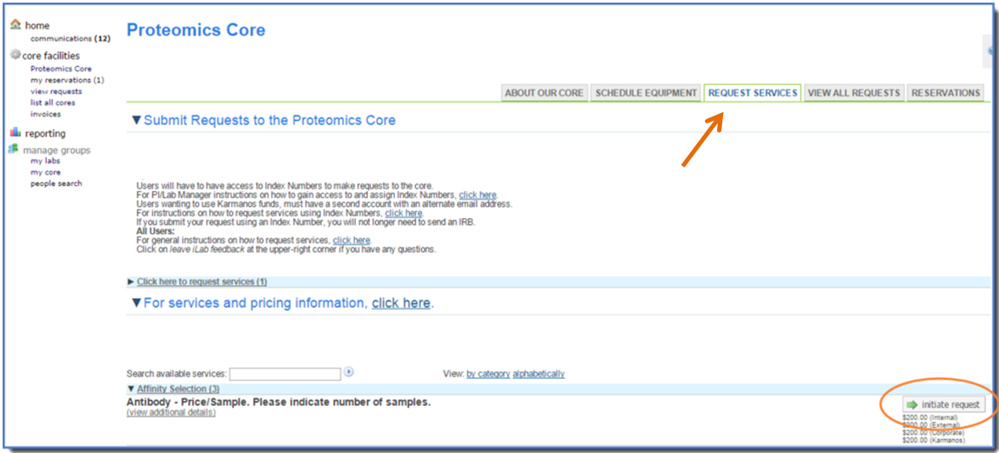 home
communications (12)
core facilities
Proteomics Core
my reservations (1)
view requests
list all cores
invoices
reporting
manage groups
my labs
my core
people search
Proteomics Core
ABOUT OUR CORE SCHEDULE EQUIPMENT REQUEST SERVICES VIEW ALL REQUESTS RESERVATIONS
Submit Requests to the Proteomics Core
Users will have to have access to Index Numbers to make requests to the core.
For PI/Lab Manager instructions on how to gain access to and assign Index Numbers, click here.
Users wanting to use Karmanos funds, must have a second account with an alternate email address.
For instructions on how to request services using Index Numbers, click here.
If you submit your request using an Index Number, you will not longer need to send an IRB.
All Users:
For general instructions on how to request services, click here.
Click on leave iLab feedback at the upper-right corner if you have any questions.
Click here to request services (1)
For services and pricing information, click here.
Search available services:
View: by category alphabetically
Affinity Selection (3)
Antibody - Price/Sample. Please indicate number of samples.
(view additional details)
initiate request
$200.00 (Internal)
$200.00 (External)
$200.00 (Corporate)
$200.00 (Karmanos)